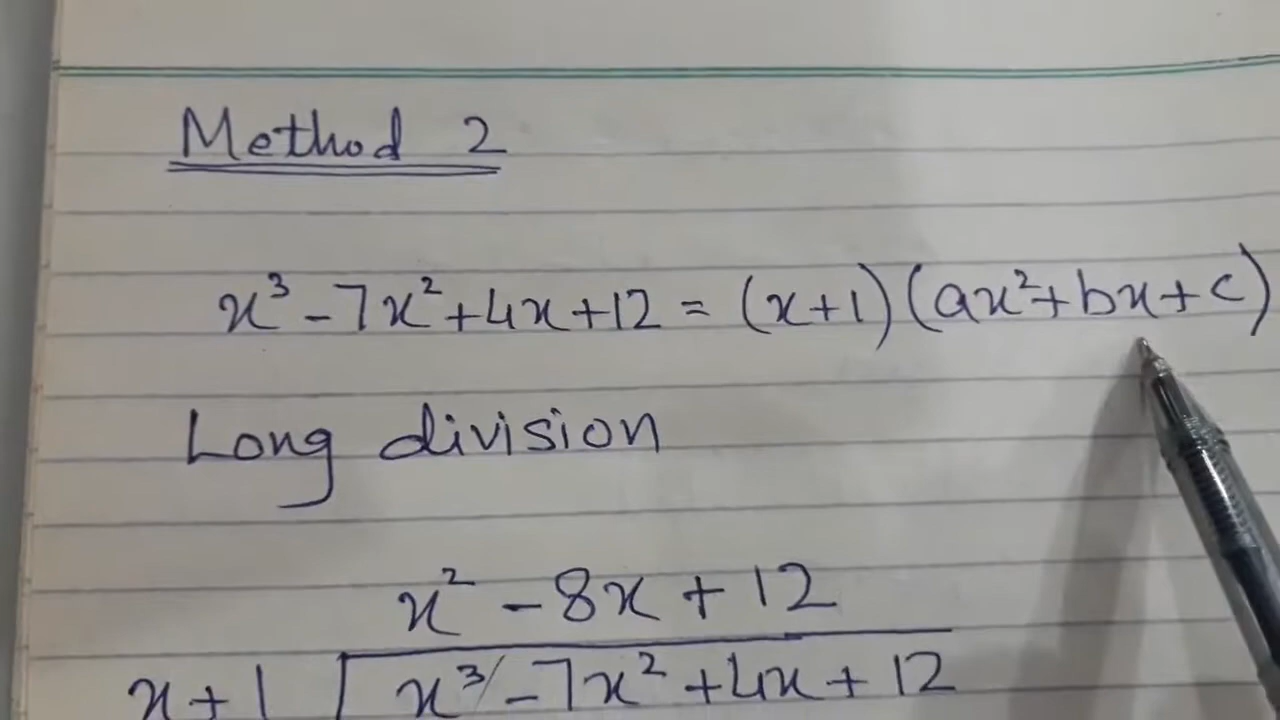 Method 2
x³ - 7x² + 4x + 12 = (x+1)(ax² + bx + c)
Long division
x² - 8x + 12
x + 1 x³ - 7x² + 4x + 12